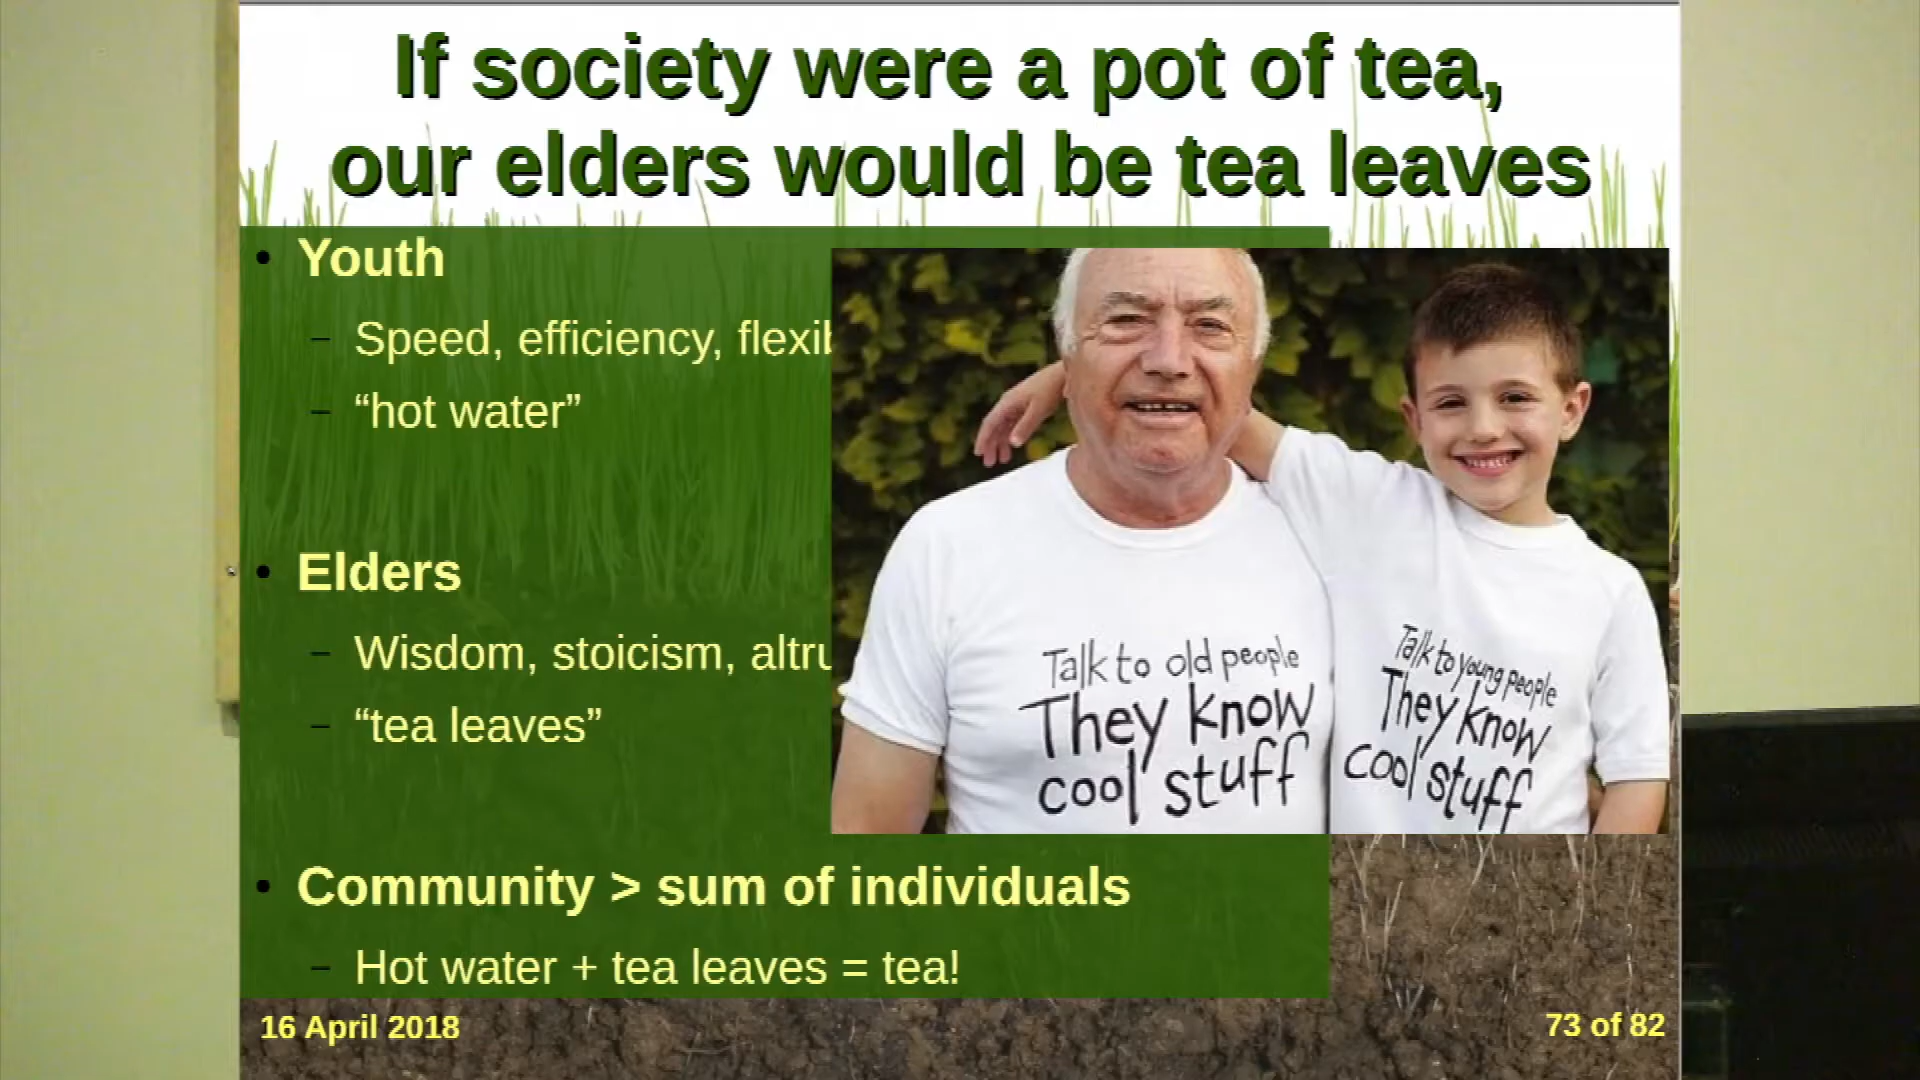 If society were a pot of tea,
our elders would be tea leaves
• Youth
– Speed, efficiency,
– “hot water”
• Elders
– Wisdom, stoicism,
– “tea leaves”
• Community > sum of individuals
– Hot water + tea leaves = tea!
Talk to old people
They know
cool stuff
Talk to young people
They know
cool stuff
16 April 2018
73 of 82